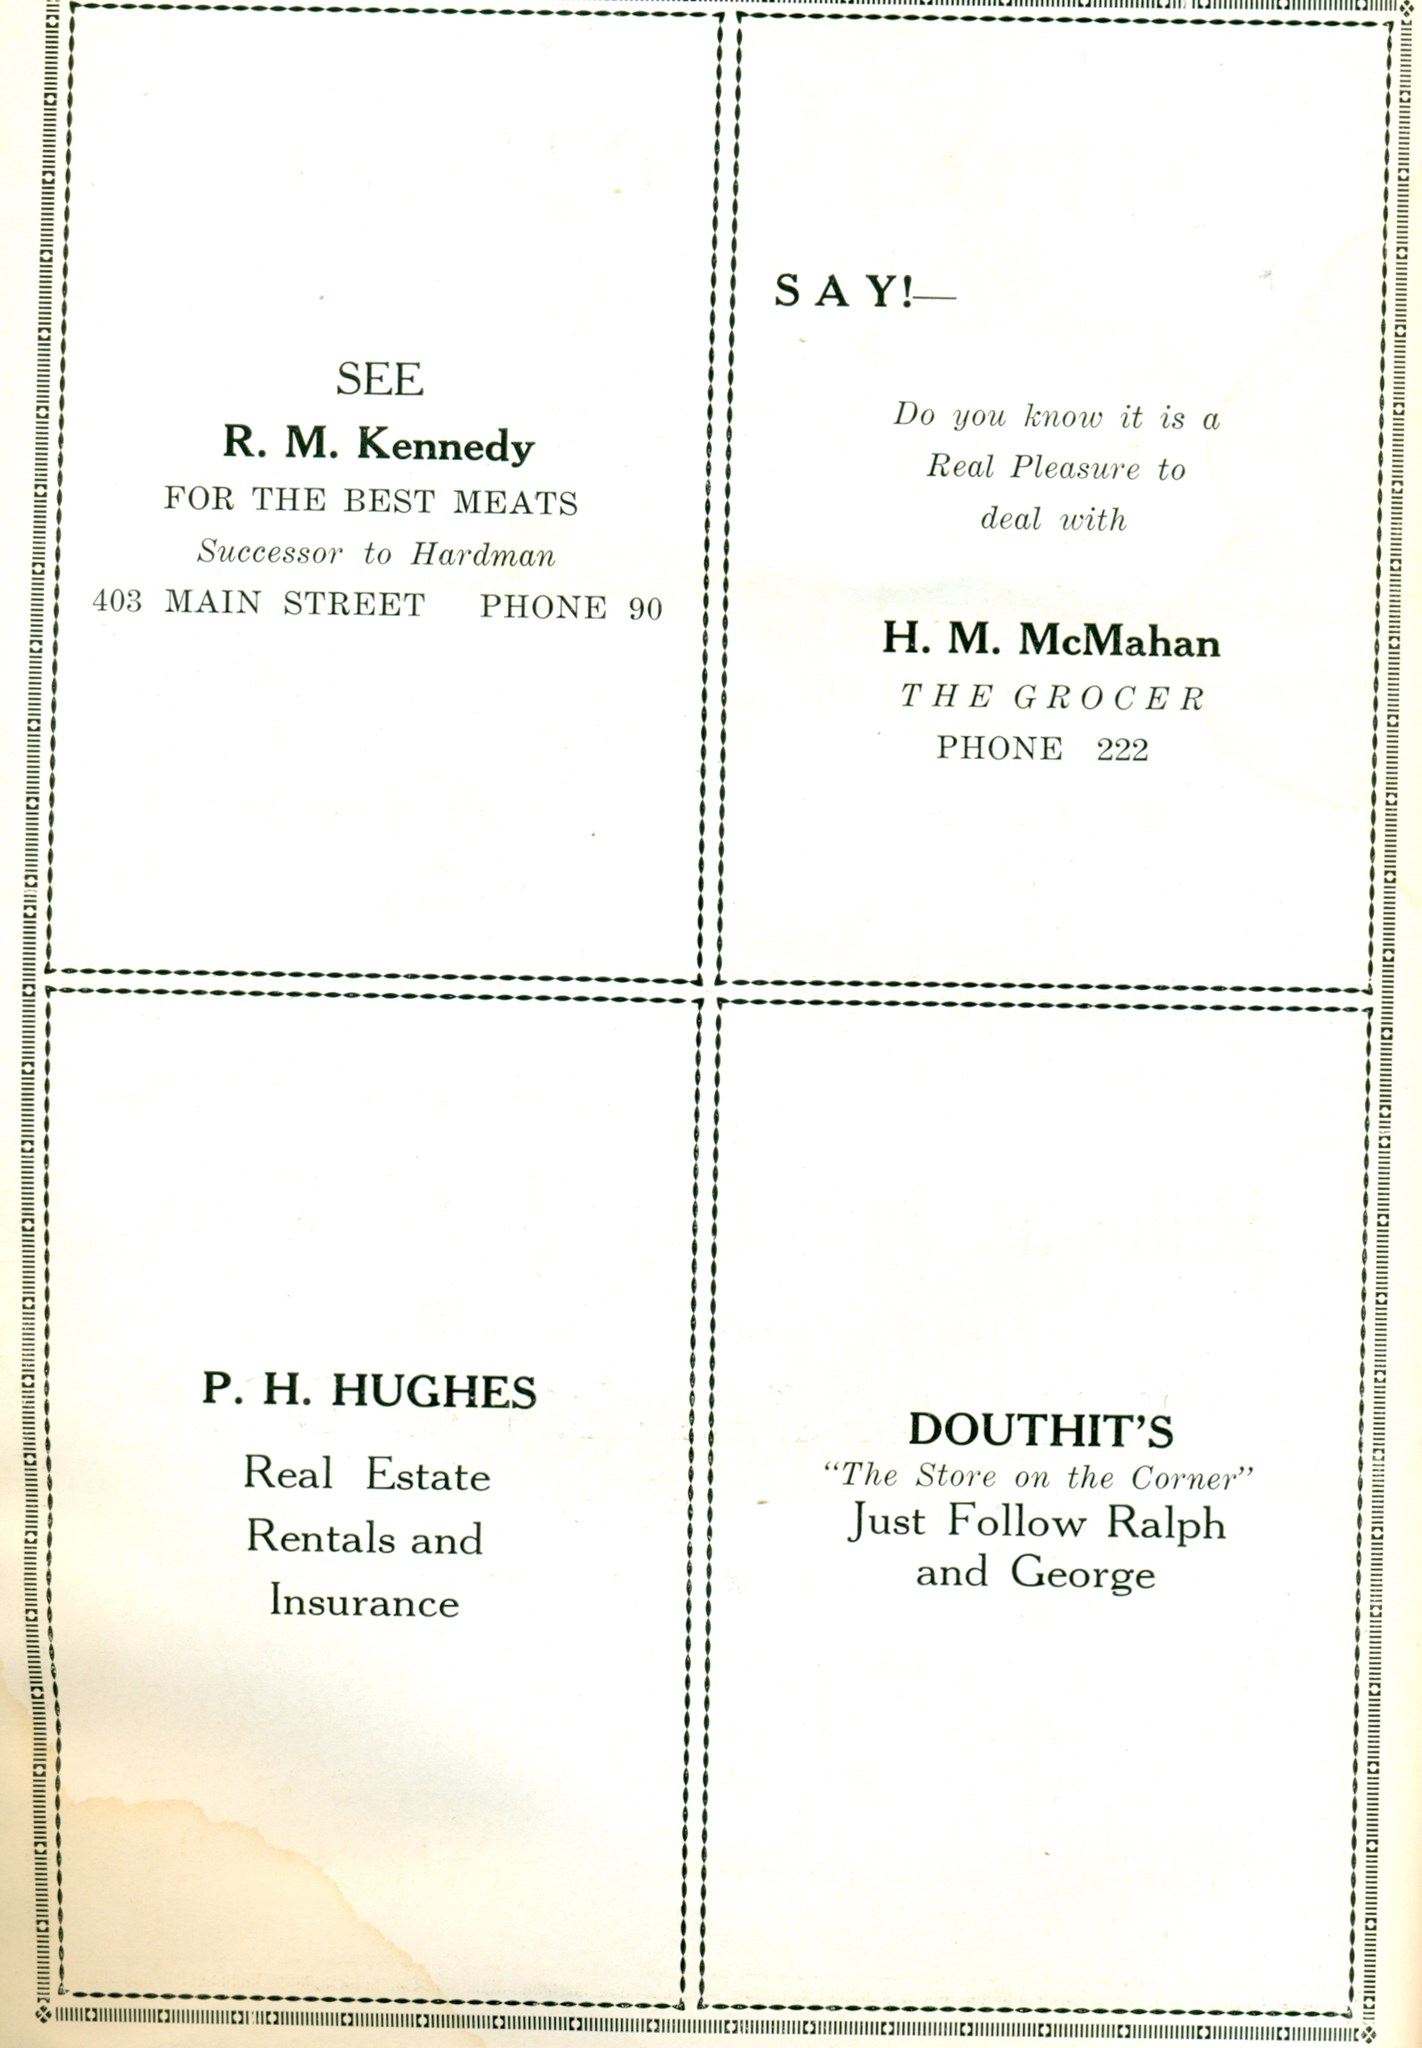 SEE
R. M. Kennedy
FOR THE BEST MEATS
Successor to Hardman
403 MAIN STREET PHONE 90
SAY!—
Do you know it is a
Real Pleasure to
deal with
H. M. McMahan
THE GROCER
PHONE 222
P. H. HUGHES
Real Estate
Rentals and
Insurance
DOUTHIT'S
“The Store on the Corner”
Just Follow Ralph
and George